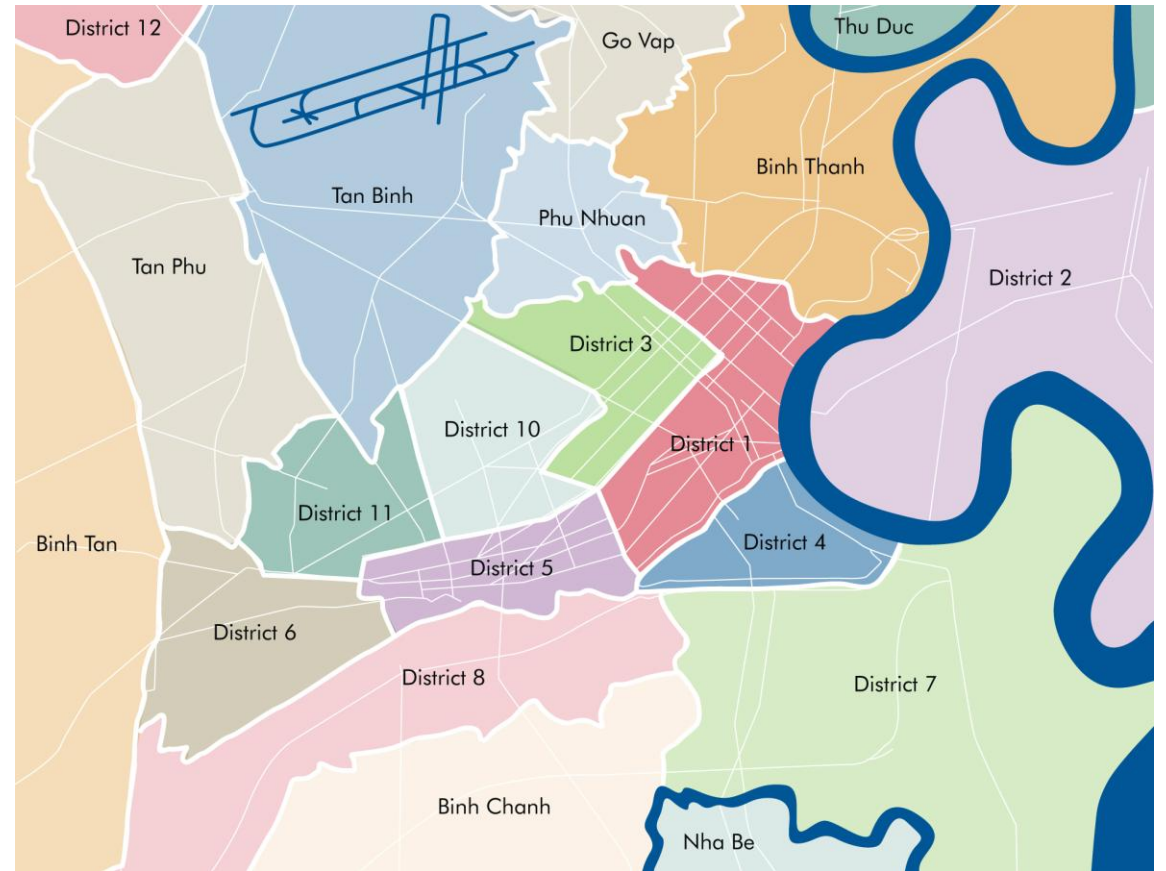 District 12
Thu Duc
Go Vap
Binh Thanh
Tan Binh
Phu Nhuan
Tan Phu
District 2
District 3
District 10
District 1
District 11
Binh Tan
District 4
District 5
District 6
District 8
District 7
Binh Chanh
Nha Be